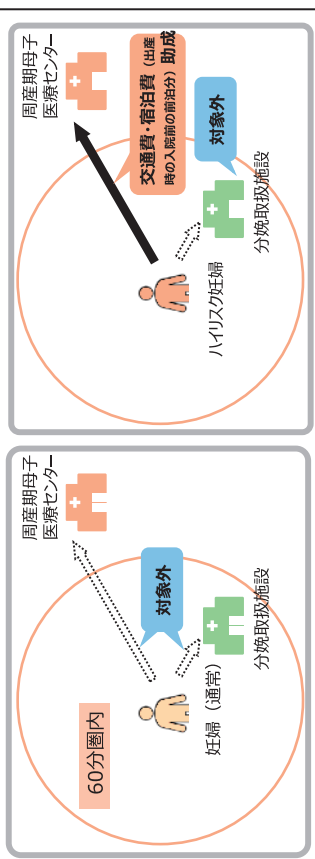 60分圏内
周産期母子
医療センター
対象外
妊婦（通常）
分娩取扱施設
周産期母子
医療センター
交通費・宿泊費（出産
時の入院前の前泊分）助成
対象外
ハイリスク妊婦
分娩取扱施設